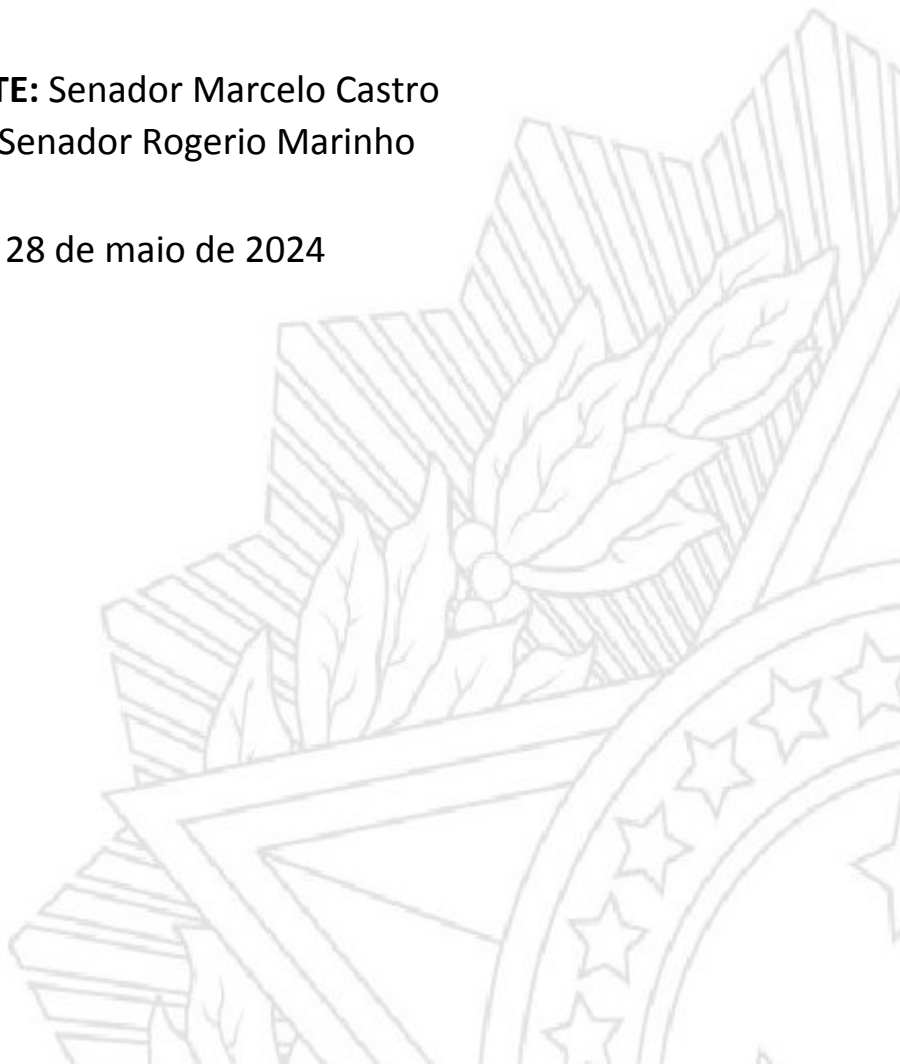 TE: Senador Marcelo Castro
Senador Rogerio Marinho
28 de maio de 2024